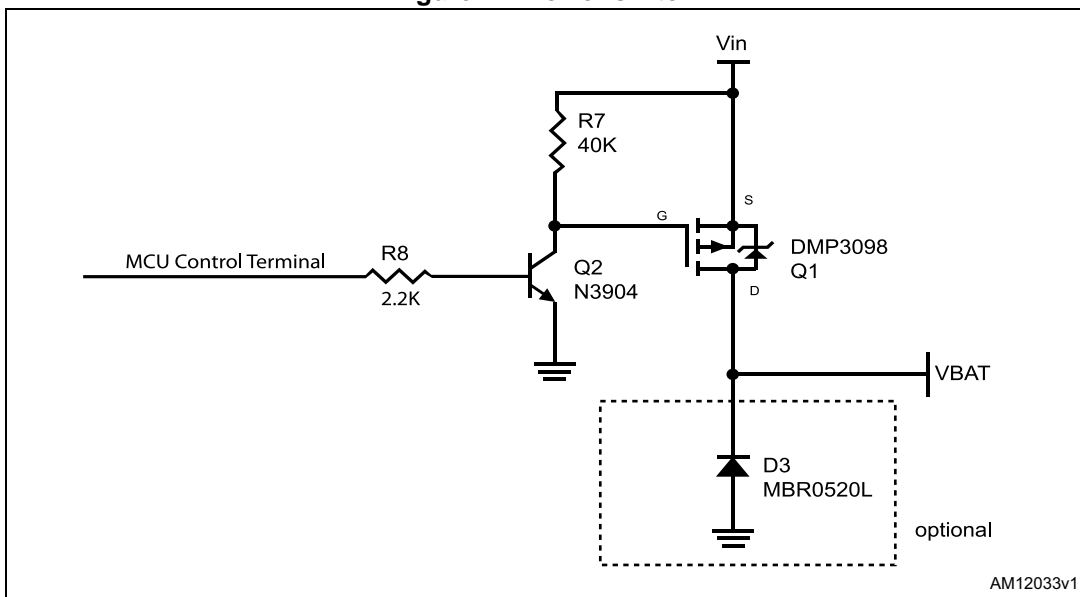 Vin
R7
40K
S
G
DMP3098
Q1
MCU Control Terminal
R8
2.2K
Q2
N3904
D
VBAT
D3
MBR0520L
optional
AM12033v1